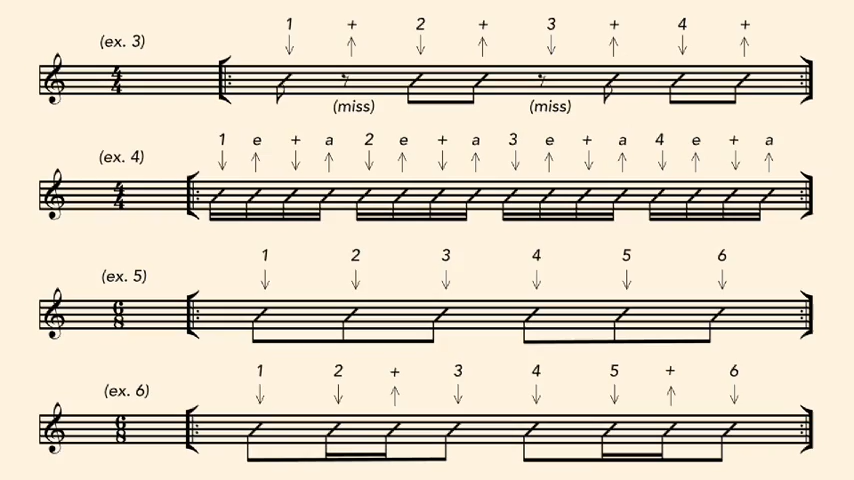 1 + 2 + 3 + 4 +
(ex. 3)
4
4
(miss) (miss)
1 e + a 2 e + a 3 e + a 4 e + a
(ex. 4)
4
4
1 2 3 4 5 6
(ex. 5)
6
8
1 2 + 3 4 5 + 6
(ex. 6)
6
8